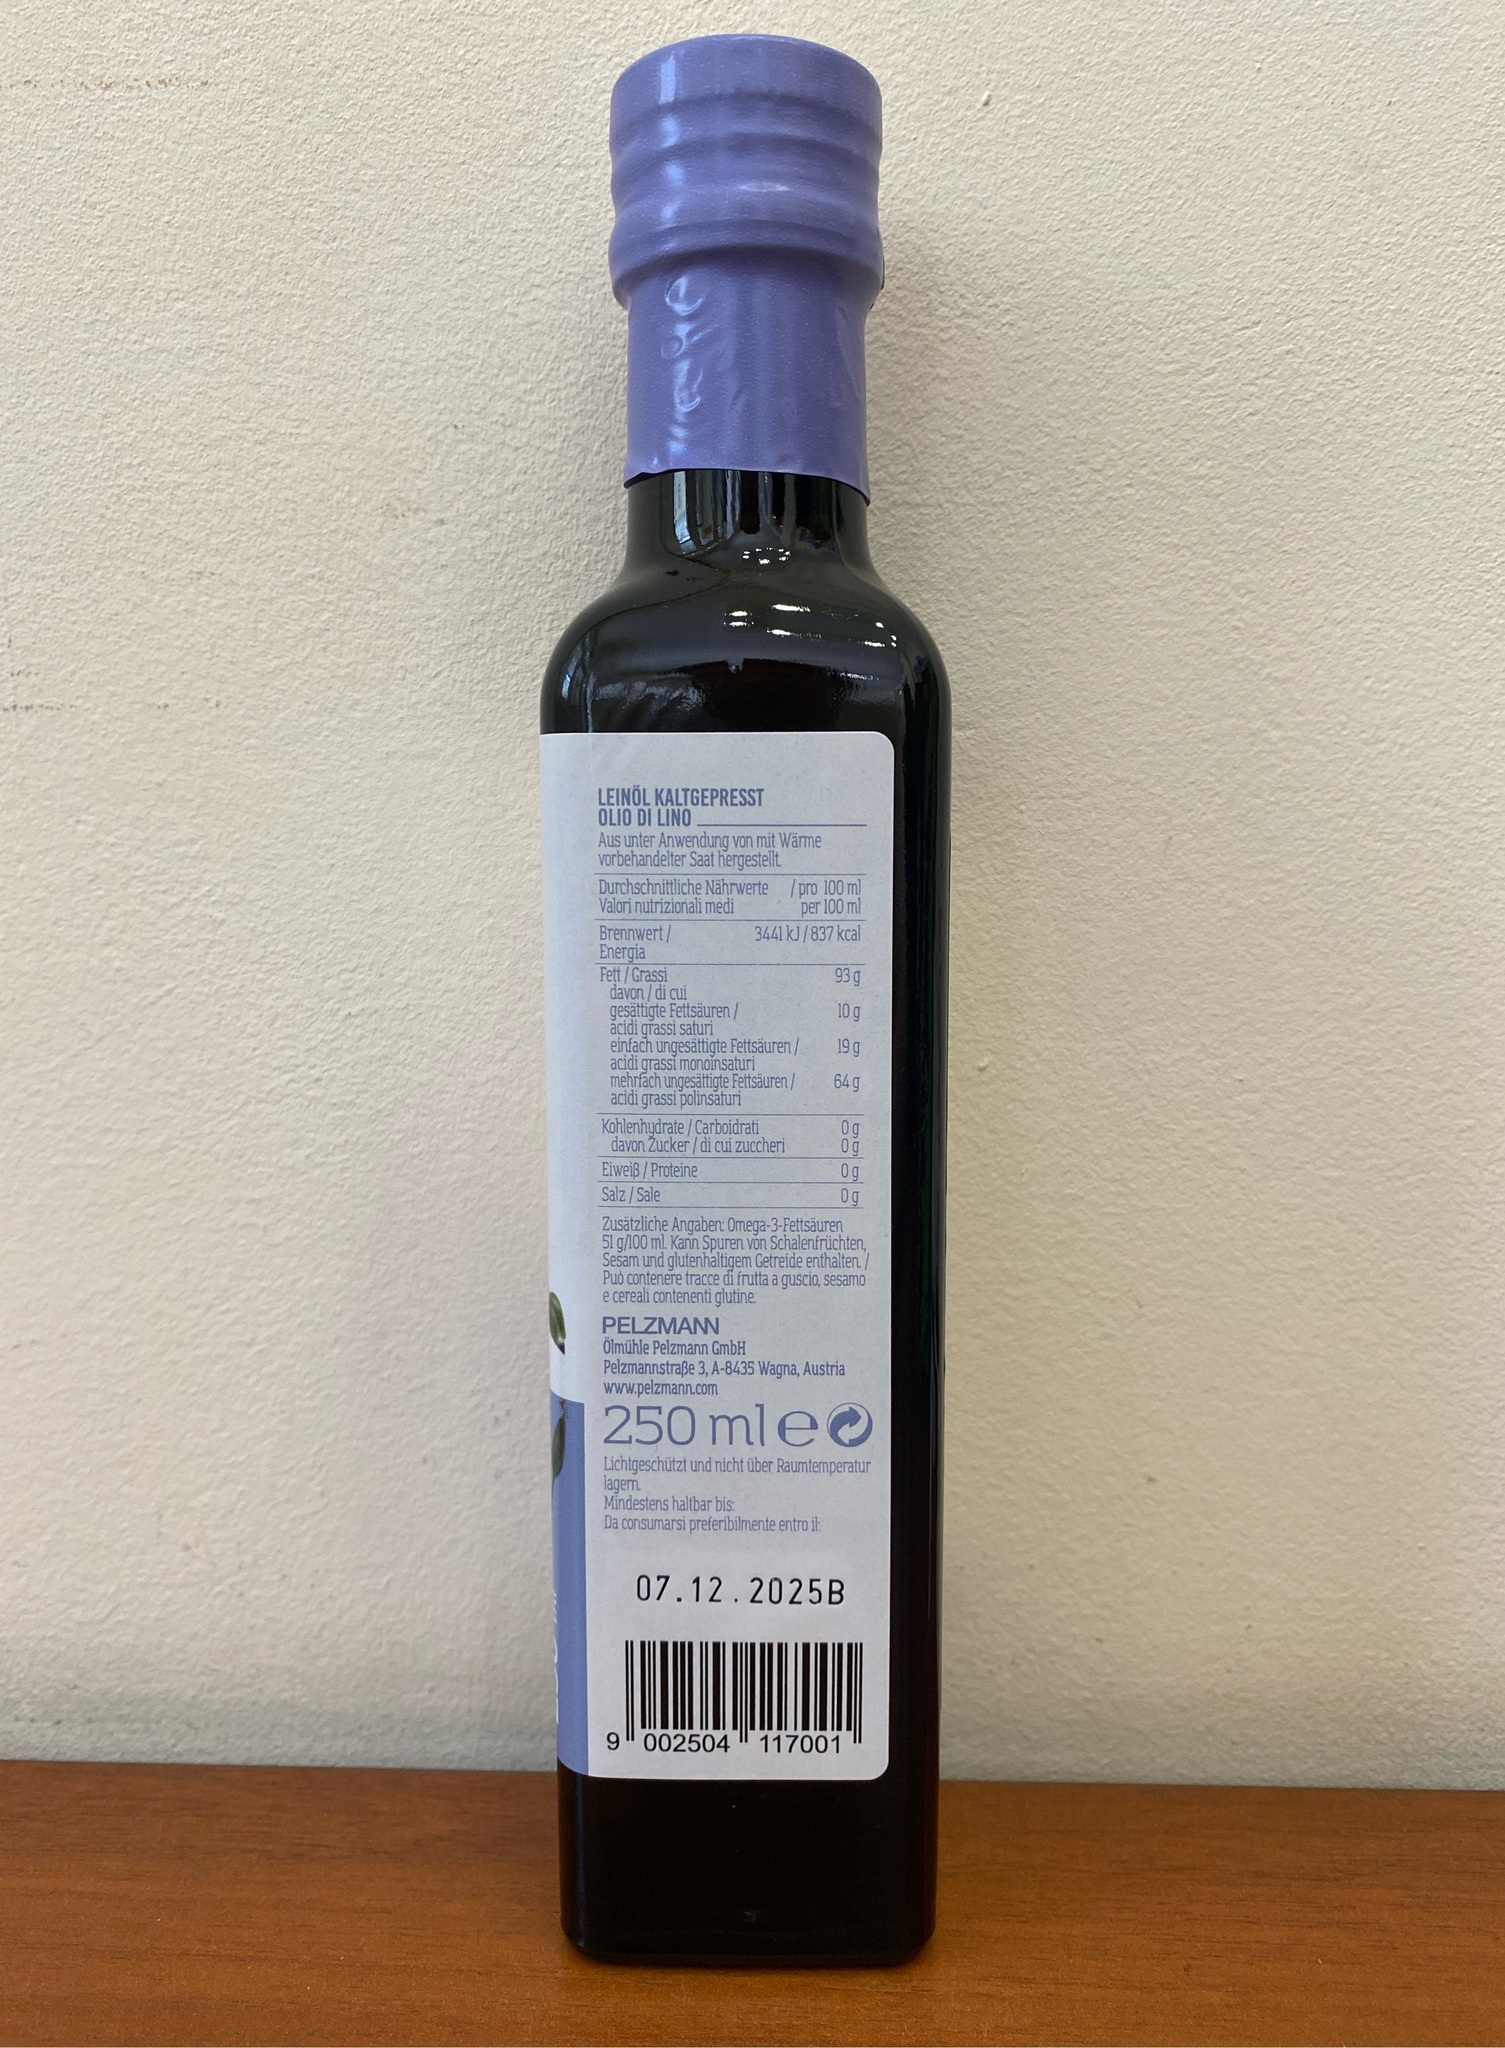 LEINÖL KALTGEPRESST
OLIO DI LINO
Aus unter Anwendung von mit Wärme
vorbehandelter Saat hergestellt.
Durchschnittliche Nährwerte / pro 100 ml
Valori nutrizionali medi per 100 ml
Brennwert / 3441 kJ / 837 kcal
Energia
Fett / Grassi 93 g
davon / di cui
gesättigte Fettsäuren / 10 g
acidi grassi saturi
einfach ungesättigte Fettsäuren / 19 g
acidi grassi monoinsaturi
mehrfach ungesättigte Fettsäuren / 64 g
acidi grassi polinsaturi
Kohlenhydrate / Carboidrati 0 g
davon Zucker / di cui zuccheri 0 g
Eiweiß / Proteine 0 g
Salz / Sale 0 g
Zusätzliche Angaben: Omega-3-Fettsäuren
51 g/100 ml. Kann Spuren von Schalenfrüchten,
Sesam und glutenhaltigem Getreide enthalten. /
Può contenere tracce di frutta a guscio, sesamo
e cereali contenenti glutine.
PELZMANN
Ölmühle Pelzmann GmbH
Pelzmannstraße 3, A-8435 Wagna, Austria
www.pelzmann.com
250 ml e
Lichtgeschützt und nicht über Raumtemperatur
lagern.
Mindestens haltbar bis:
Da consumarsi preferibilmente entro il:
07.12.2025B
9 002504 117001